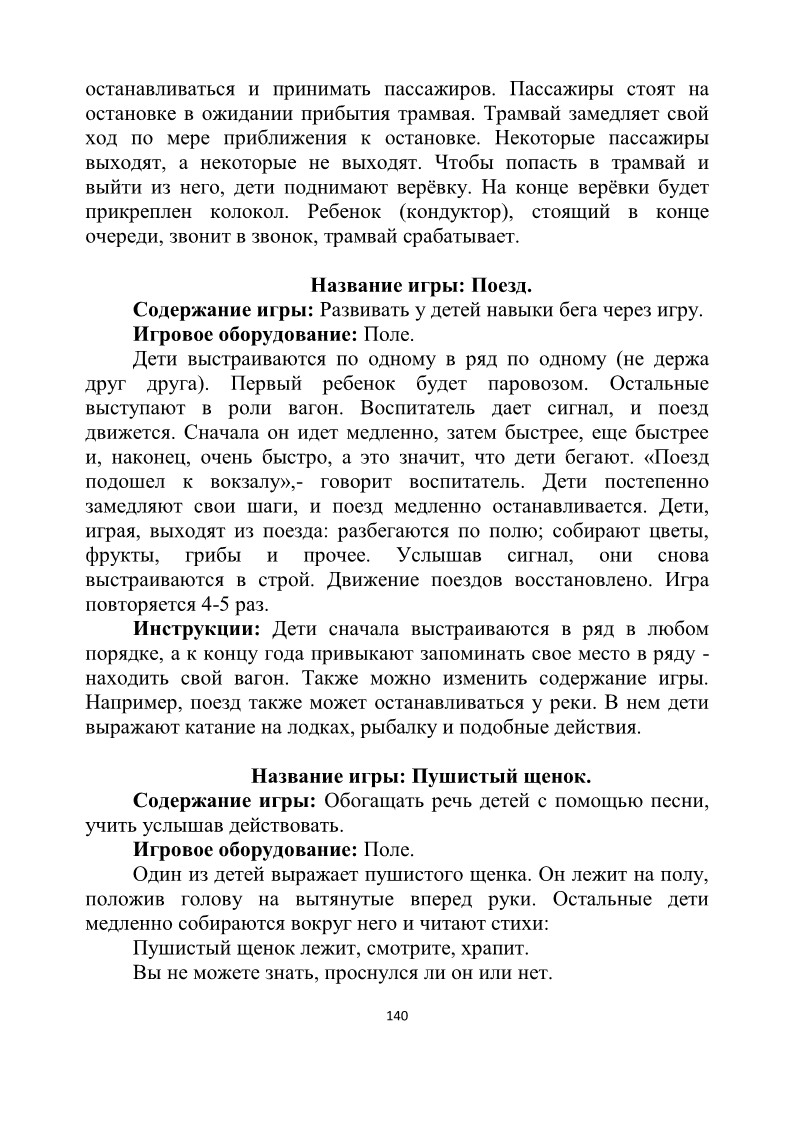 останавливаться и принимать пассажиров. Пассажиры стоят на
остановке в ожидании прибытия трамвая. Трамвай замедляет свой
ход по мере приближения к остановке. Некоторые пассажиры
выходят, а некоторые не выходят. Чтобы попасть в трамвай и
выйти из него, дети поднимают верёвку. На конце верёвки будет
прикреплен колокол. Ребенок (кондуктор), стоящий в конце
очереди, звонит в звонок, трамвай срабатывает.
Название игры: Поезд.
Содержание игры: Развивать у детей навыки бега через игру.
Игровое оборудование: Поле.
Дети выстраиваются по одному в ряд по одному (не держа
друг друга). Первый ребенок будет паровозом. Остальные
выступают в роли вагон. Воспитатель дает сигнал, и поезд
движется. Сначала он идет медленно, затем быстрее, еще быстрее
и, наконец, очень быстро, а это значит, что дети бегают. «Поезд
подошел к вокзалу»,- говорит воспитатель. Дети постепенно
замедляют свои шаги, и поезд медленно останавливается. Дети,
играя, выходят из поезда: разбегаются по полю; собирают цветы,
фрукты, грибы и прочее. Услышав сигнал, они снова
выстраиваются в строй. Движение поездов восстановлено. Игра
повторяется 4-5 раз.
Инструкции: Дети сначала выстраиваются в ряд в любом
порядке, а к концу года привыкают запоминать свое место в ряду -
находить свой вагон. Также можно изменить содержание игры.
Например, поезд также может останавливаться у реки. В нем дети
выражают катание на лодках, рыбалку и подобные действия.
Название игры: Пушистый щенок.
Содержание игры: Обогащать речь детей с помощью песни,
учить услышав действовать.
Игровое оборудование: Поле.
Один из детей выражает пушистого щенка. Он лежит на полу,
положив голову на вытянутые вперед руки. Остальные дети
медленно собираются вокруг него и читают стихи:
Пушистый щенок лежит, смотрите, храпит.
Вы не можете знать, проснулся ли он или нет.
140